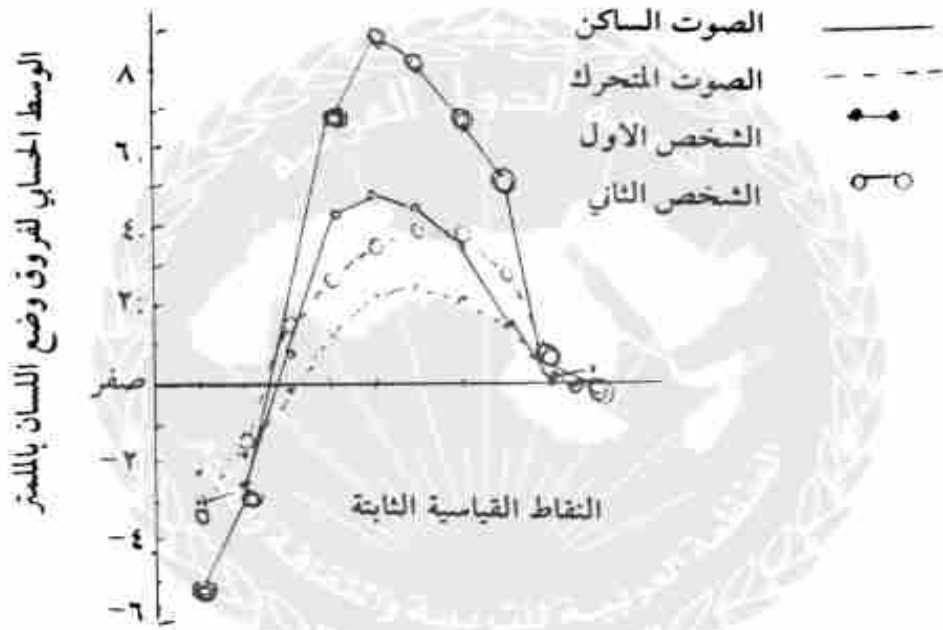 الصوت الساكن
الصوت المتحرك
الشخص الاول
الشخص الثاني
الوسط الحسابي لفروق وضع اللسان بالملمتر
٨
٦
٤
٢
صفر
-٢
-٤
-٦
النقاط القياسية الثابتة